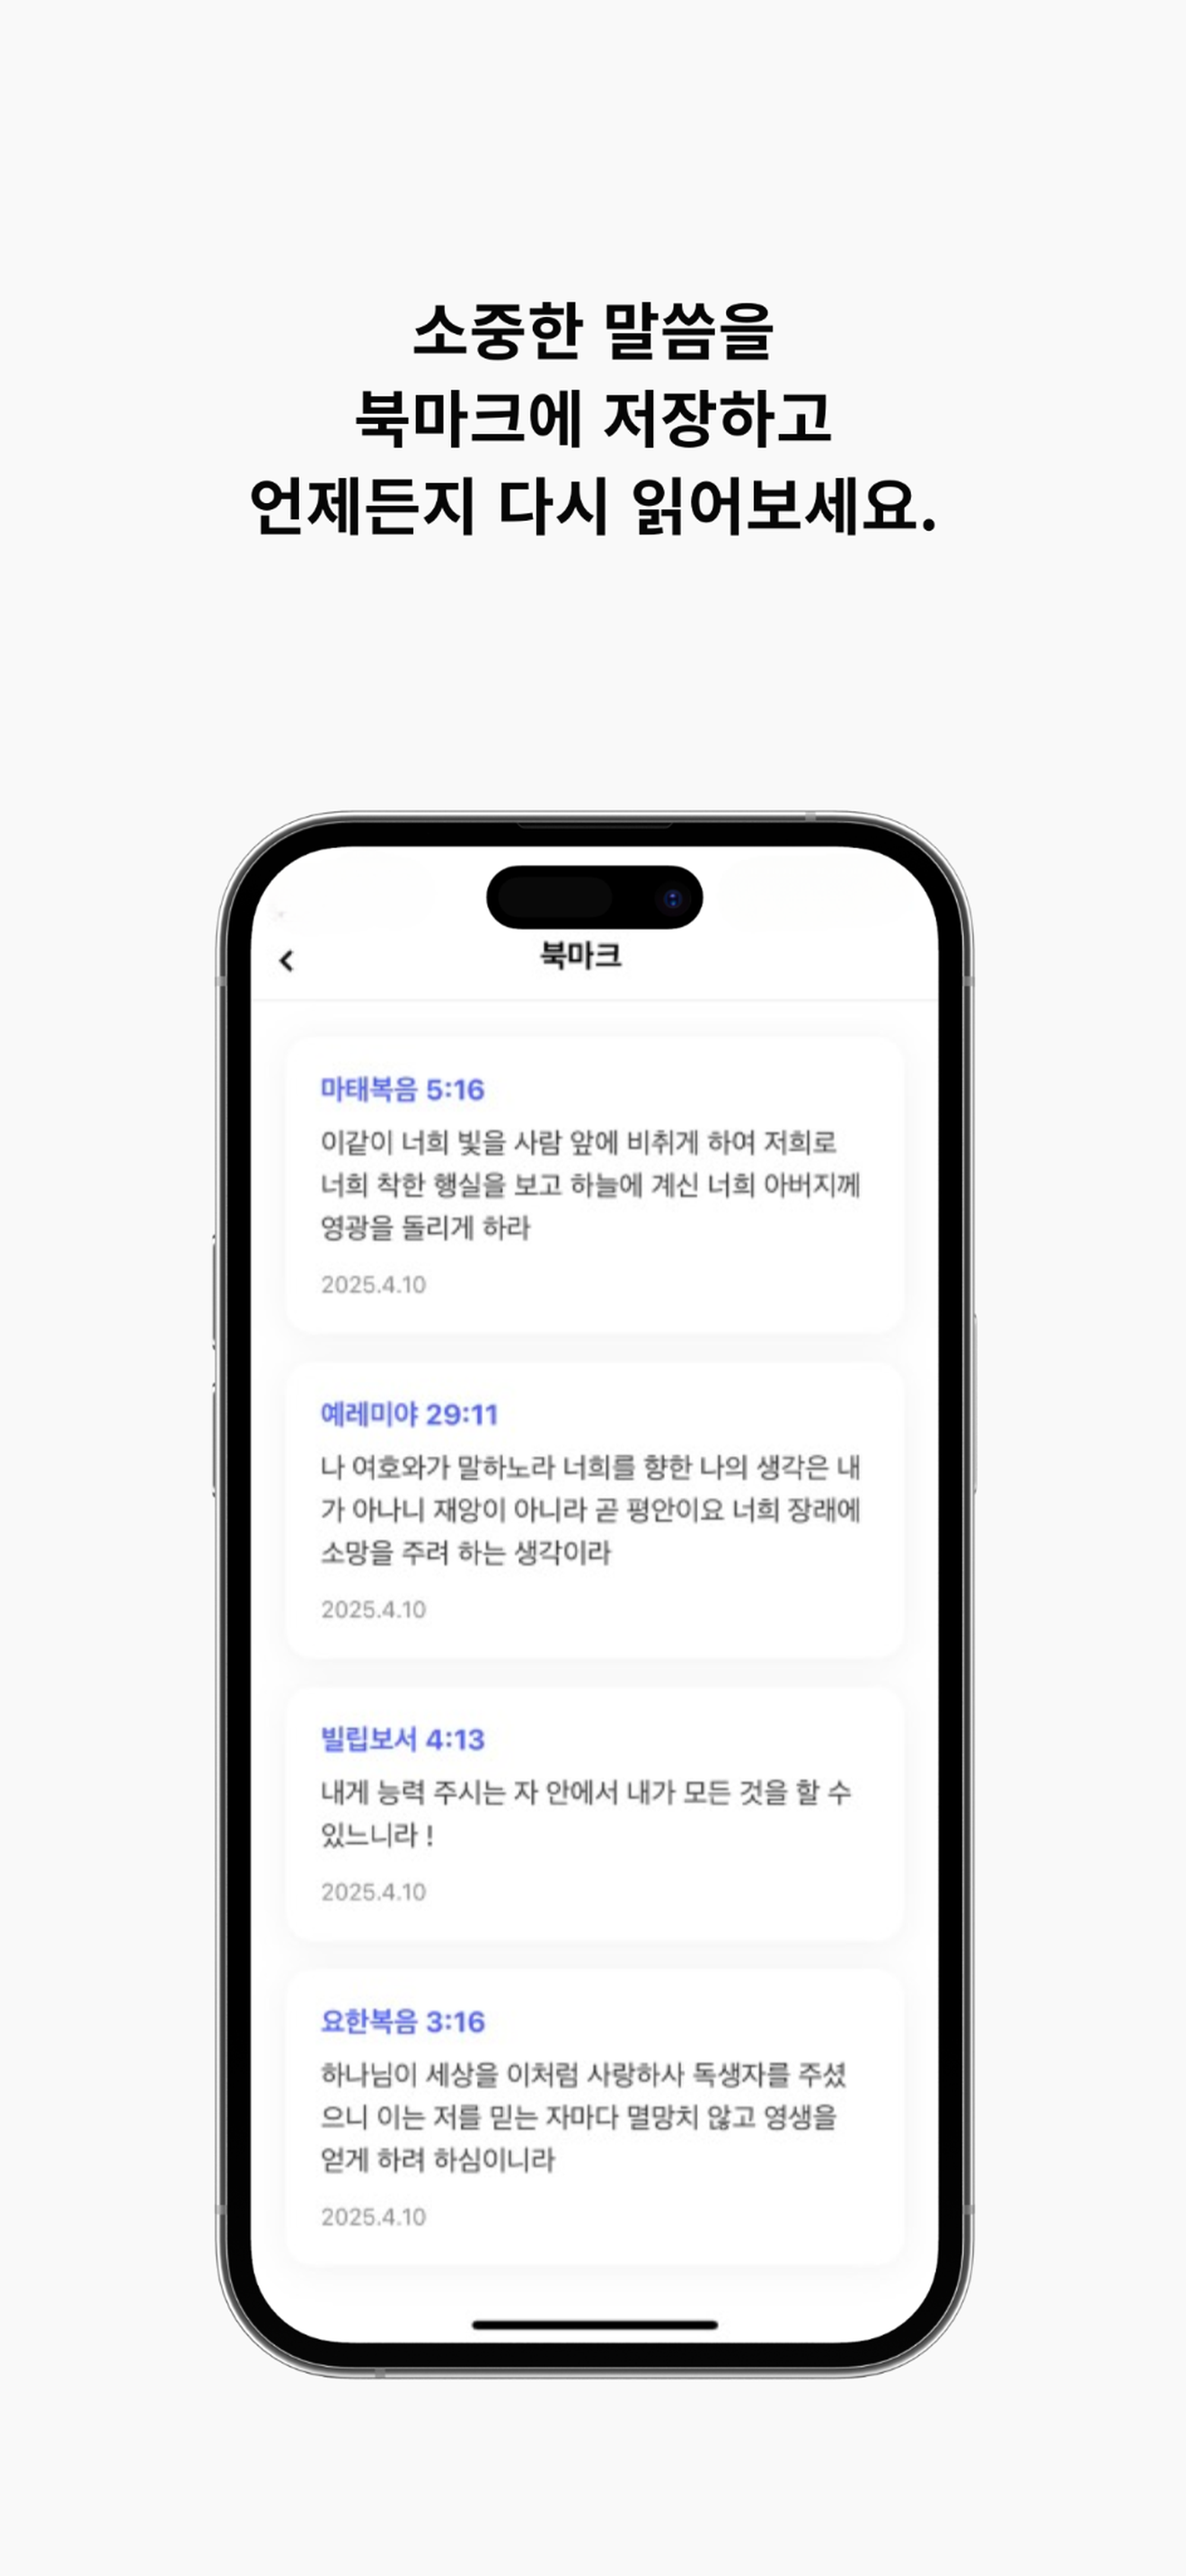 소중한 말씀을
북마크에 저장하고
언제든지 다시 읽어보세요.
북마크
마태복음 5:16
이같이 너희 빛을 사람 앞에 비취게 하여 저희로
너희 착한 행실을 보고 하늘에 계신 너희 아버지께
영광을 돌리게 하라
2025.4.10
예레미야 29:11
나 여호와가 말하노라 너희를 향한 나의 생각은 내
가 아나니 재앙이 아니라 곧 평안이요 너희 장래에
소망을 주려 하는 생각이라
2025.4.10
빌립보서 4:13
내게 능력 주시는 자 안에서 내가 모든 것을 할 수
있느니라 !
2025.4.10
요한복음 3:16
하나님이 세상을 이처럼 사랑하사 독생자를 주셨
으니 이는 저를 믿는 자마다 멸망치 않고 영생을
얻게 하려 하심이니라
2025.4.10